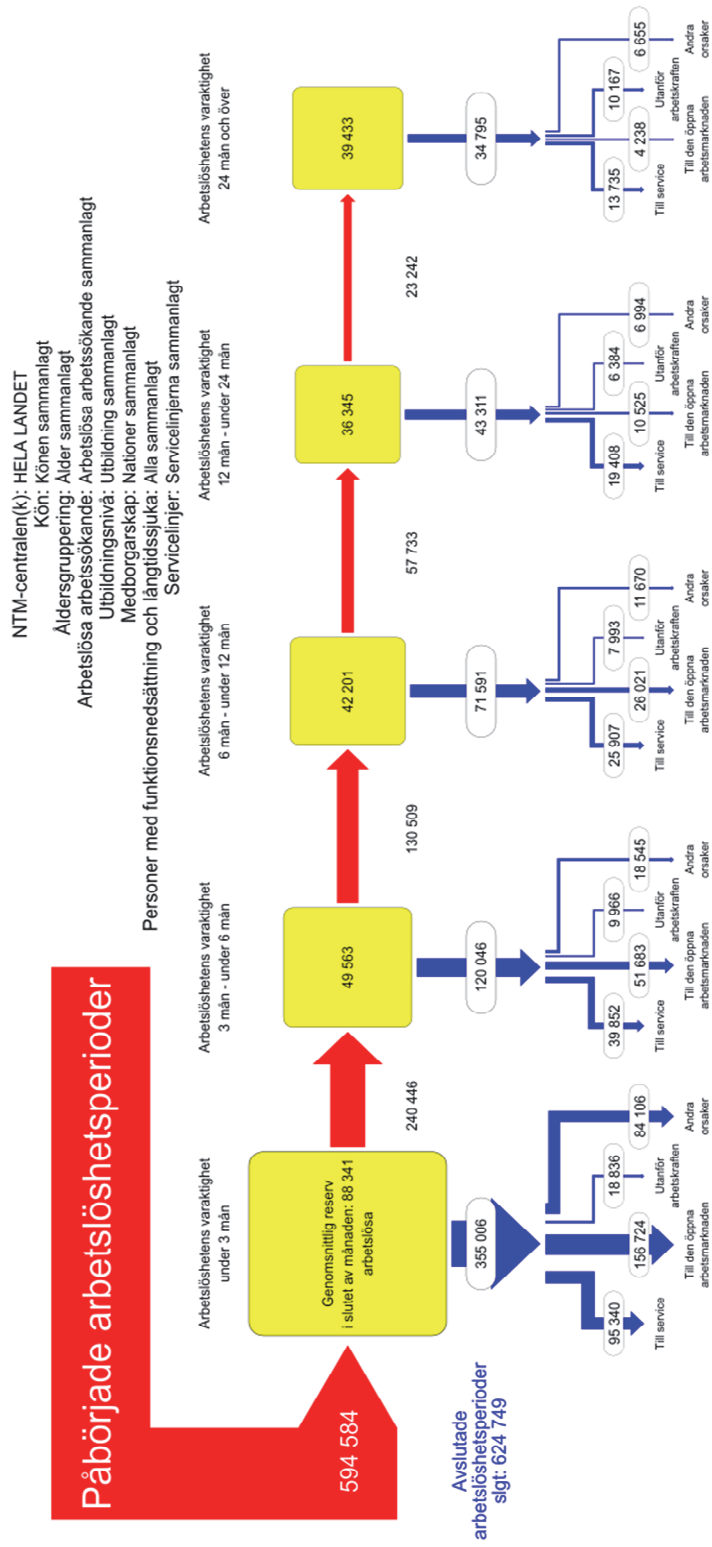 NTM-centralen(k): HELA LANDET
Kön: Könen sammanlagt
Åldersgruppering: Ålder sammanlagt
Arbetslösa arbetssökande: Arbetslösa arbetssökande sammanlagt
Utbildningsnivå: Utbildning sammanlagt
Medborgarskap: Nationer sammanlagt
Personer med funktionsnedsättning och långtidssjuka: Alla sammanlagt
Servicelinjer: Servicelinjerna sammanlagt
Påbörjade arbetslöshetsperioder
594 584
Arbetslöshetens varaktighet
under 3 mån
Genomsnittlig reserv
i slutet av månaden: 88 341
arbetslösa
240 446
Arbetslöshetens varaktighet
3 mån - under 6 mån
49 563
130 509
Arbetslöshetens varaktighet
6 mån - under 12 mån
42 201
57 733
Arbetslöshetens varaktighet
12 mån - under 24 mån
36 345
23 242
Arbetslöshetens varaktighet
24 mån och över
39 433
Avslutade
arbetslöshetsperioder
slgt: 624 749
355 006
95 340
Till service
156 724
Till den öppna
arbetsmarknaden
18 836
Utanför
arbetskraften
84 106
Andra
orsaker
120 046
39 852
Till service
51 683
Till den öppna
arbetsmarknaden
9 966
Utanför
arbetskraften
18 545
Andra
orsaker
71 591
25 907
Till service
26 021
Till den öppna
arbetsmarknaden
7 993
Utanför
arbetskraften
11 670
Andra
orsaker
43 311
19 408
Till service
10 525
Till den öppna
arbetsmarknaden
6 384
Utanför
arbetskraften
6 994
Andra
orsaker
34 795
13 735
Till service
4 238
Till den öppna
arbetsmarknaden
10 167
Utanför
arbetskraften
6 655
Andra
orsaker